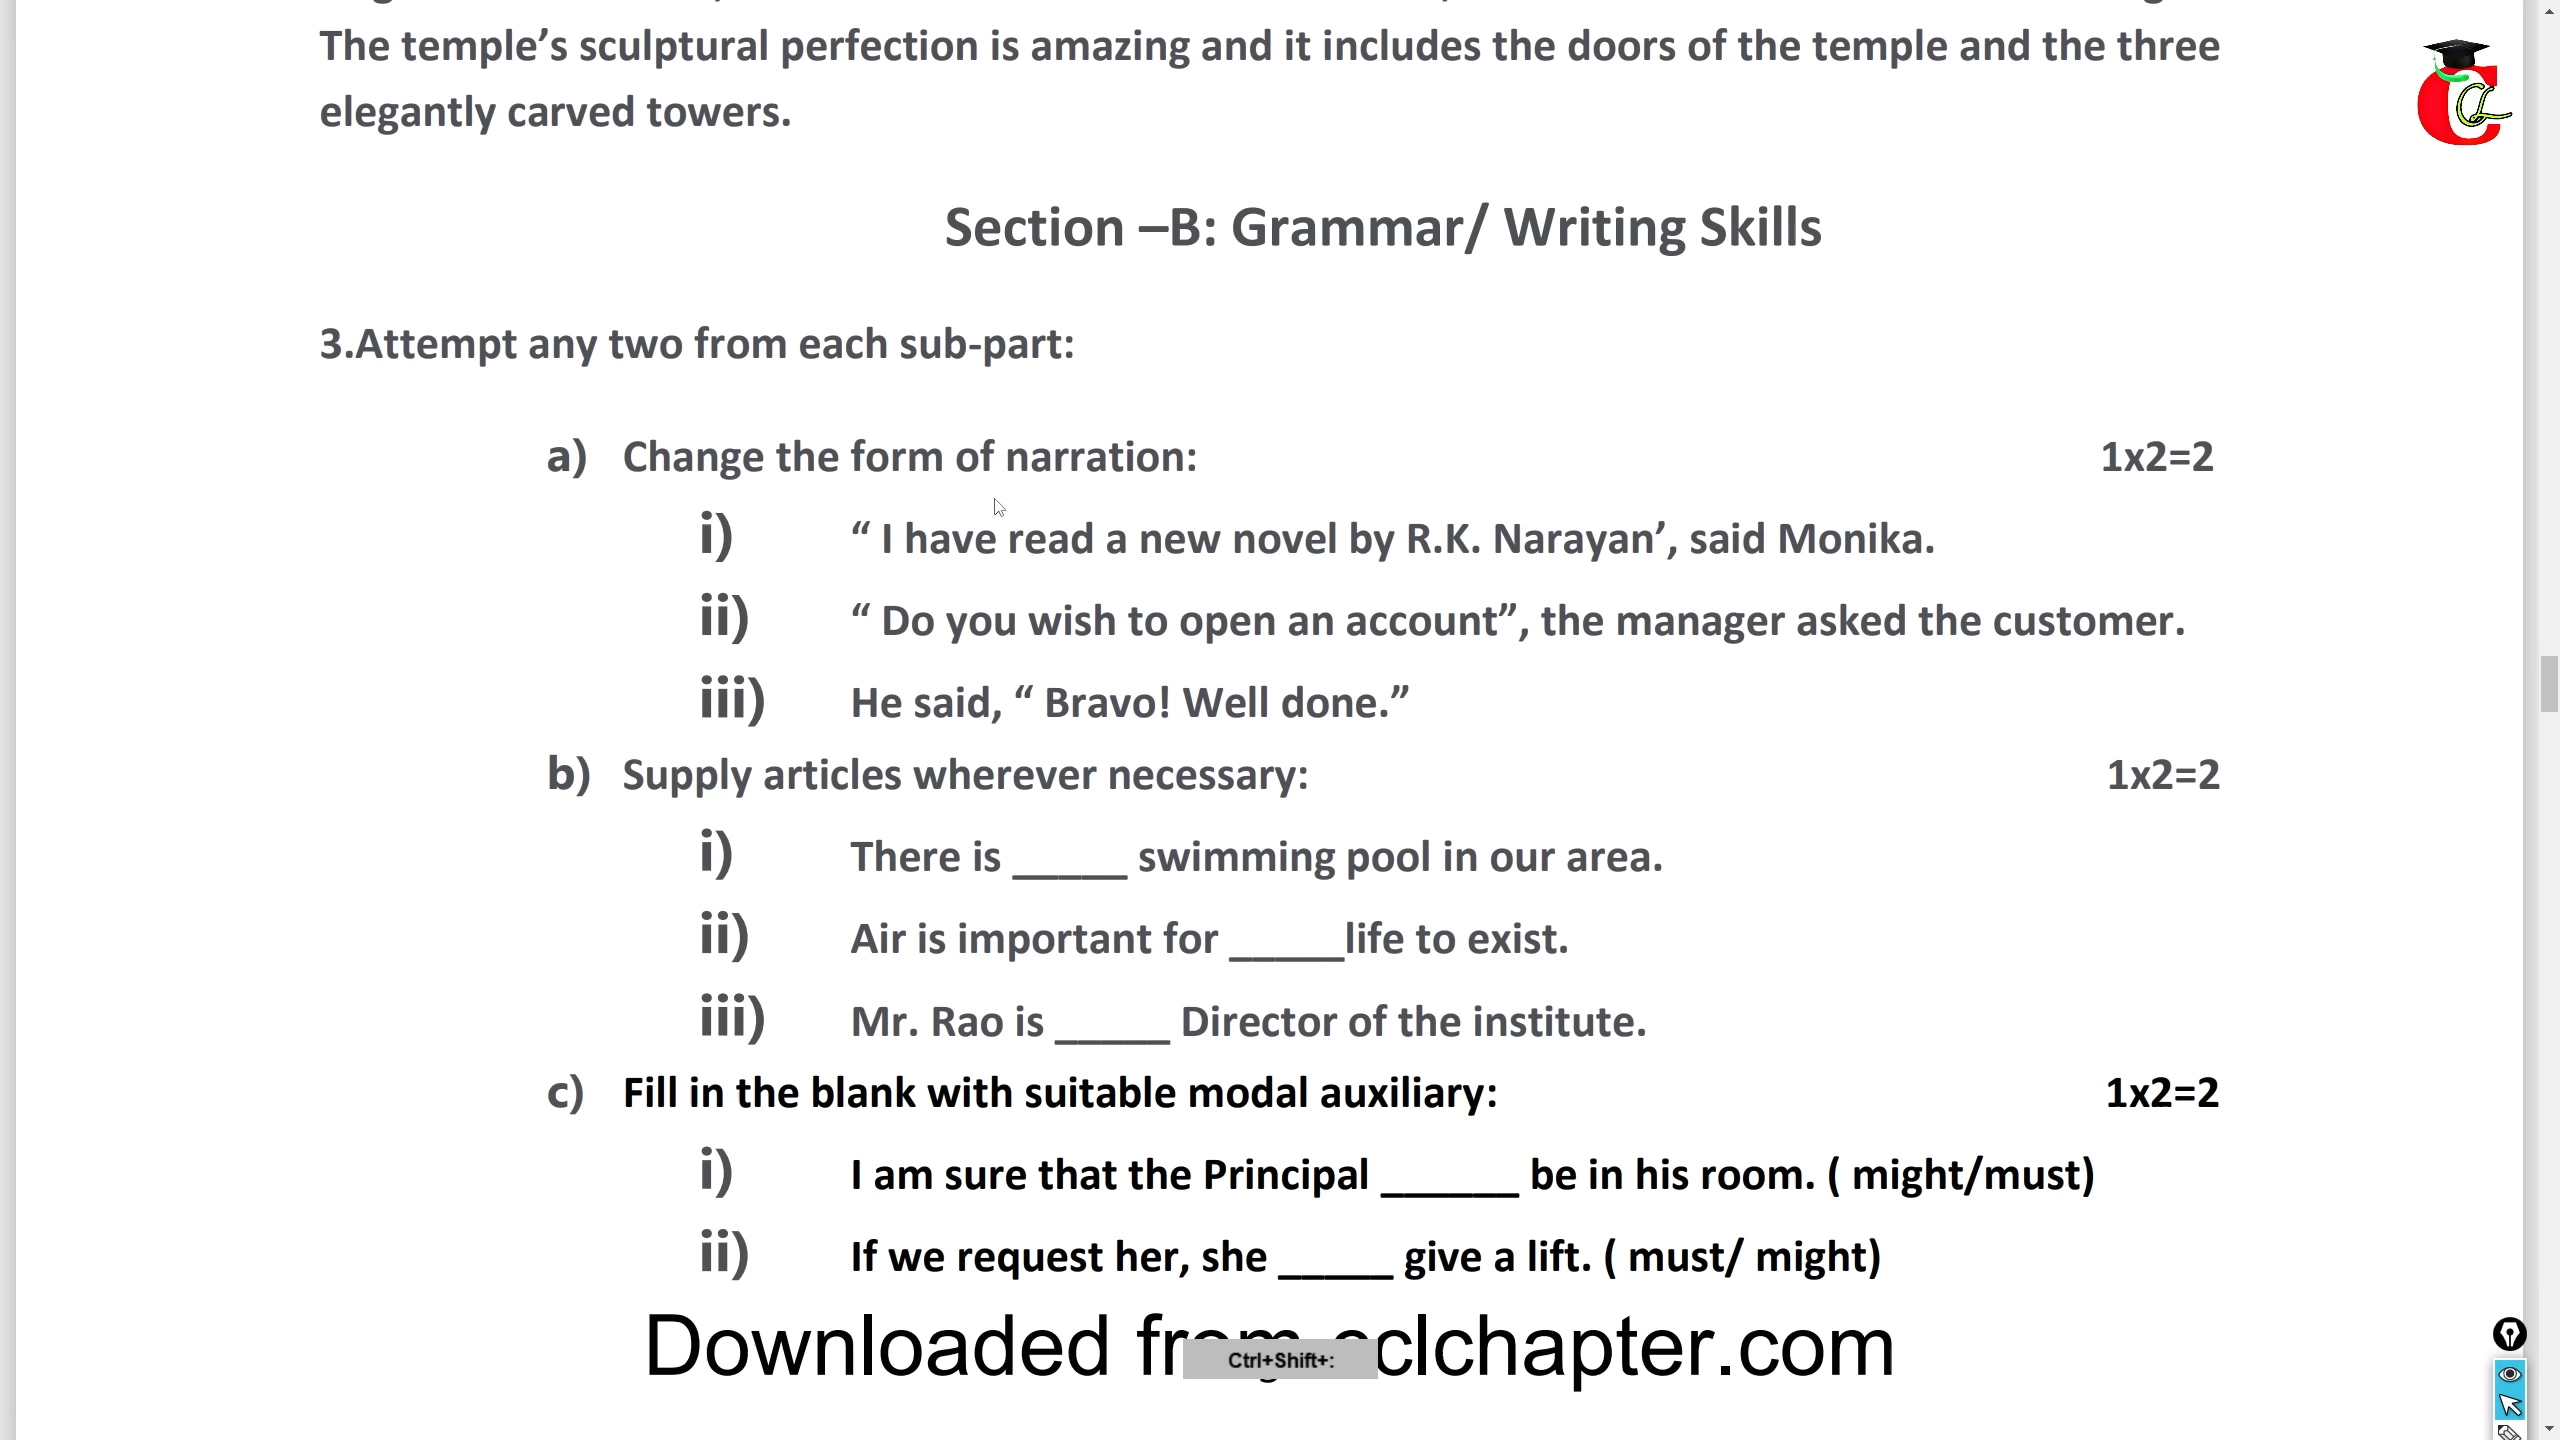 The temple’s sculptural perfection is amazing and it includes the doors of the temple and the three
elegantly carved towers.
Section –B: Grammar/ Writing Skills
3.Attempt any two from each sub-part:
a) Change the form of narration: 1x2=2
i) “ I have read a new novel by R.K. Narayan’, said Monika.
ii) “ Do you wish to open an account”, the manager asked the customer.
iii) He said, “ Bravo! Well done.”
b) Supply articles wherever necessary: 1x2=2
i) There is _____ swimming pool in our area.
ii) Air is important for _____life to exist.
iii) Mr. Rao is _____ Director of the institute.
c) Fill in the blank with suitable modal auxiliary: 1x2=2
i) I am sure that the Principal ______ be in his room. ( might/must)
ii) If we request her, she _____ give a lift. ( must/ might)
Downloaded from cclchapter.com
Ctrl+Shift+: